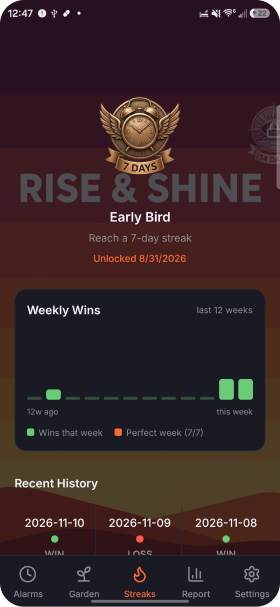 12:47
22
7 DAYS
RISE & SHINE
Early Bird
Reach a 7-day streak
Unlocked 8/31/2026
Weekly Wins
last 12 weeks
12w ago
this week
Wins that week
Perfect week (7/7)
Recent History
2026-11-10
2026-11-09
2026-11-08
WIN
LOSS
WIN
Alarms
Garden
Streaks
Report
Settings